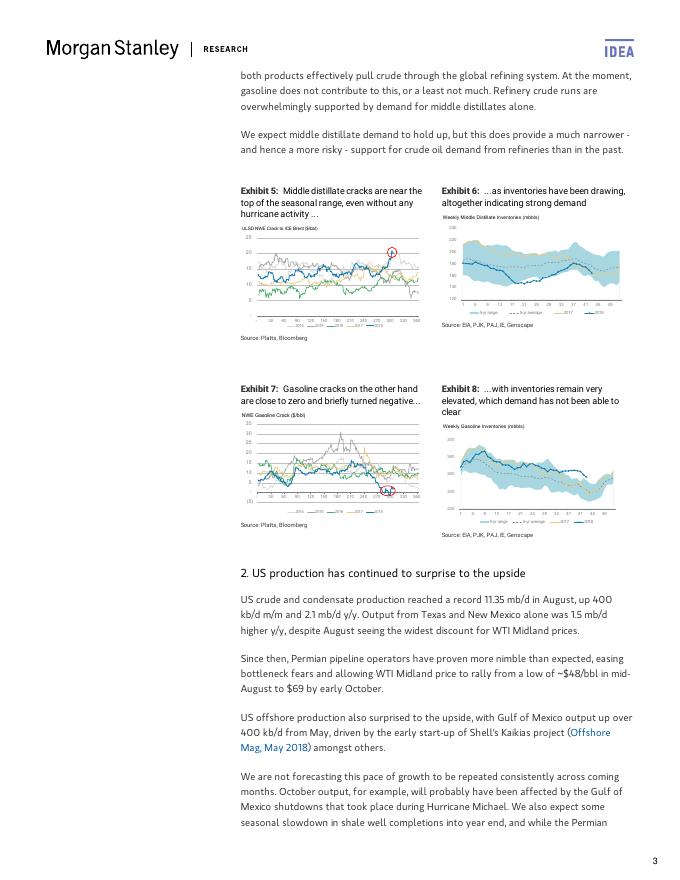 Morgan Stanley | RESEARCH
IDEA
both products effectively pull crude through the global refining system. At the moment,
gasoline does not contribute to this, or a least not much. Refinery crude runs are
overwhelmingly supported by demand for middle distillates alone.
We expect middle distillate demand to hold up, but this does provide a much narrower -
and hence a more risky - support for crude oil demand from refineries than in the past.
Exhibit 5: Middle distillate cracks are near the
top of the seasonal range, even without any
hurricane activity ...
ULSD NWE Crack to ICE Brent ($/bbl)
25
20
15
10
5
-
- 30 60 90 120 150 180 210 240 270 300 330 360
2014 2015 2016 2017 2018
Source: Platts, Bloomberg
Exhibit 6: ...as inventories have been drawing,
altogether indicating strong demand
Weekly Middle Distillate Inventories (mbbls)
240
220
200
180
160
140
120
1 5 9 13 17 21 25 29 33 37 41 45 49
5-yr range 5-yr average 2017 2018
Source: EIA, PJK, PAJ, IE, Genscape
Exhibit 7: Gasoline cracks on the other hand
are close to zero and briefly turned negative...
NWE Gasoline Crack ($/bbl)
35
30
25
20
15
10
5
-
(5)
30 60 90 120 150 180 210 240 270 300 330 360
2014 2015 2016 2017 2018
Source: Platts, Bloomberg
Exhibit 8: ...with inventories remain very
elevated, which demand has not been able to
clear
Weekly Gasoline Inventories (mbbls)
1 5 9 13 17 21 25 29 33 37 41 45 49
5-yr range 5-yr average 2017 2018
Source: EIA, PJK, PAJ, IE, Genscape
2. US production has continued to surprise to the upside
US crude and condensate production reached a record 11.35 mb/d in August, up 400
kb/d m/m and 2.1 mb/d y/y. Output from Texas and New Mexico alone was 1.5 mb/d
higher y/y, despite August seeing the widest discount for WTI Midland prices.
Since then, Permian pipeline operators have proven more nimble than expected, easing
bottleneck fears and allowing WTI Midland price to rally from a low of ~$48/bbl in mid-
August to $69 by early October.
US offshore production also surprised to the upside, with Gulf of Mexico output up over
400 kb/d from May, driven by the early start-up of Shell's Kaikias project (Offshore
Mag, May 2018) amongst others.
We are not forecasting this pace of growth to be repeated consistently across coming
months. October output, for example, will probably have been affected by the Gulf of
Mexico shutdowns that took place during Hurricane Michael. We also expect some
seasonal slowdown in shale well completions into year end, and while the Permian
3